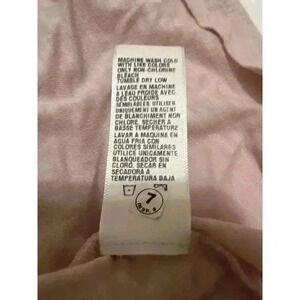 MACHINE WASH COLD
WITH LIKE COLORS
ONLY NON-CHLORINE
BLEACH
TUMBLE DRY LOW
LAVAGE EN MACHINE
A L'EAU FROIDE AVEC
DES COULEURS
SEMBLABLES. UTILISER
UNIQUEMENT UN AGENT
DE BLANCHIMENT NON
CHLORE. SECHER A
BASSE TEMPERATURE
LAVAR A MAQUINA EN
AGUA FRIA CON
COLORES SIMILARES
UTILICE UNICAMENTE
BLANQUEADOR SIN
CLORO, SECAR EN
SECADORA A
TEMPERATURA BAJA
7